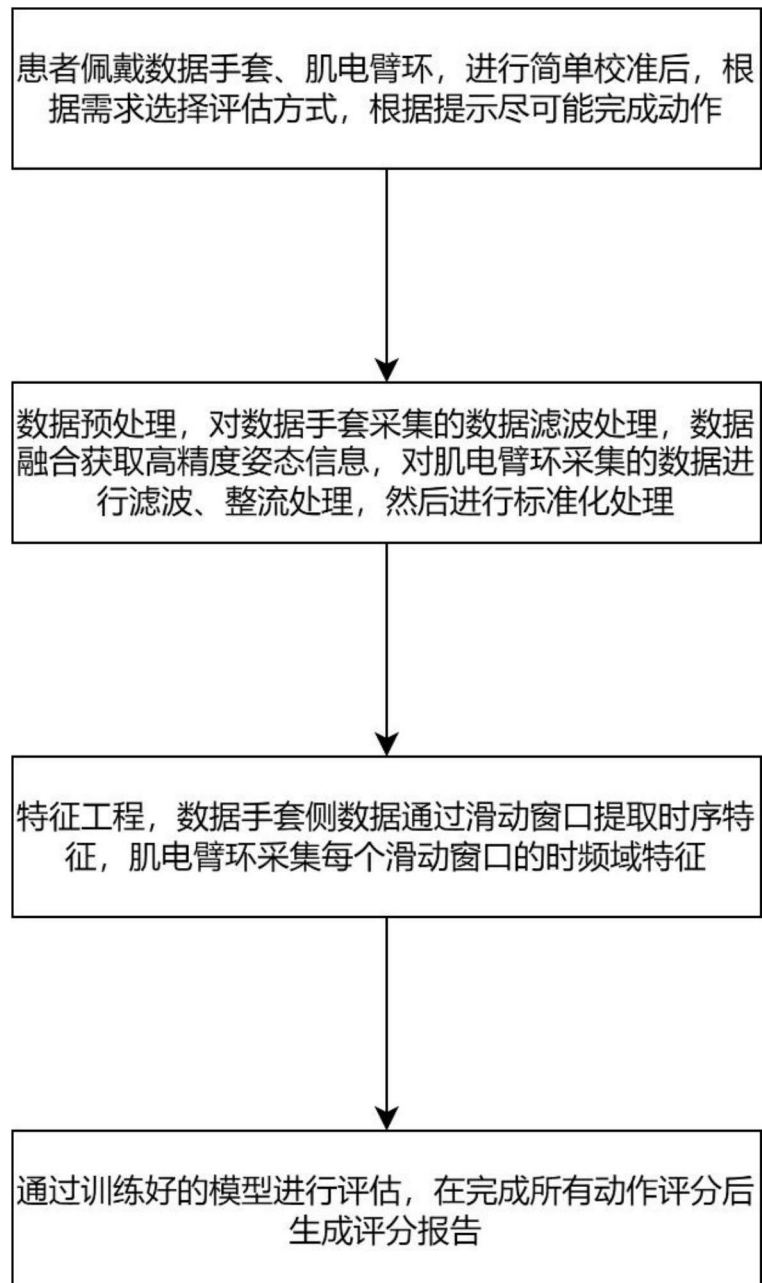 患者佩戴数据手套、肌电臂环，进行简单校准后，根
据需求选择评估方式，根据提示尽可能完成动作
数据预处理，对数据手套采集的数据滤波处理，数据
融合获取高精度姿态信息，对肌电臂环采集的数据进
行滤波、整流处理，然后进行标准化处理
特征工程，数据手套侧数据通过滑动窗口提取时序特
征，肌电臂环采集每个滑动窗口的时频域特征
通过训练好的模型进行评估，在完成所有动作评分后
生成评分报告